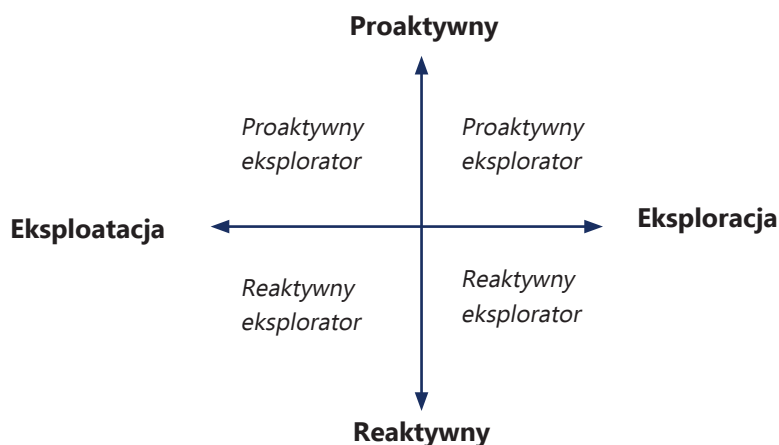 Proaktywny
Proaktywny
eksplorator
Proaktywny
eksplorator
Eksploatacja
Eksploracja
Reaktywny
eksplorator
Reaktywny
eksplorator
Reaktywny